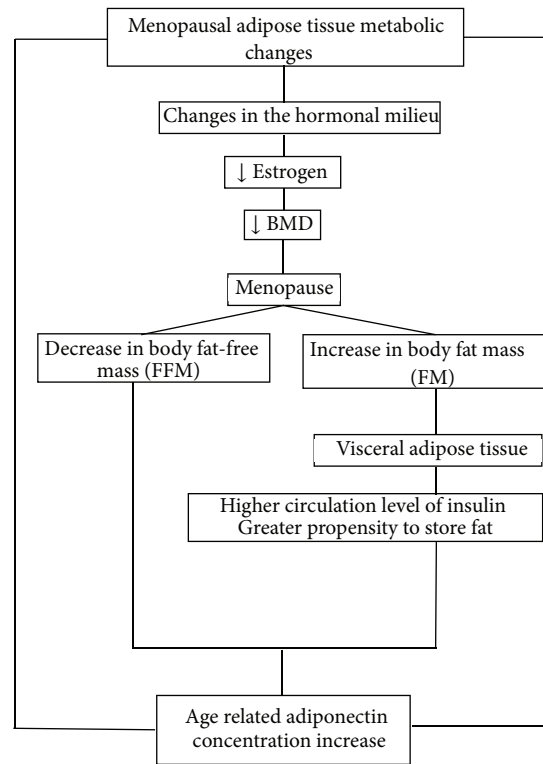 Menopausal adipose tissue metabolic
changes
Changes in the hormonal milieu
↓ Estrogen
↓ BMD
Menopause
Decrease in body fat-free
mass (FFM)
Increase in body fat mass
(FM)
Visceral adipose tissue
Higher circulation level of insulin
Greater propensity to store fat
Age related adiponectin
concentration increase